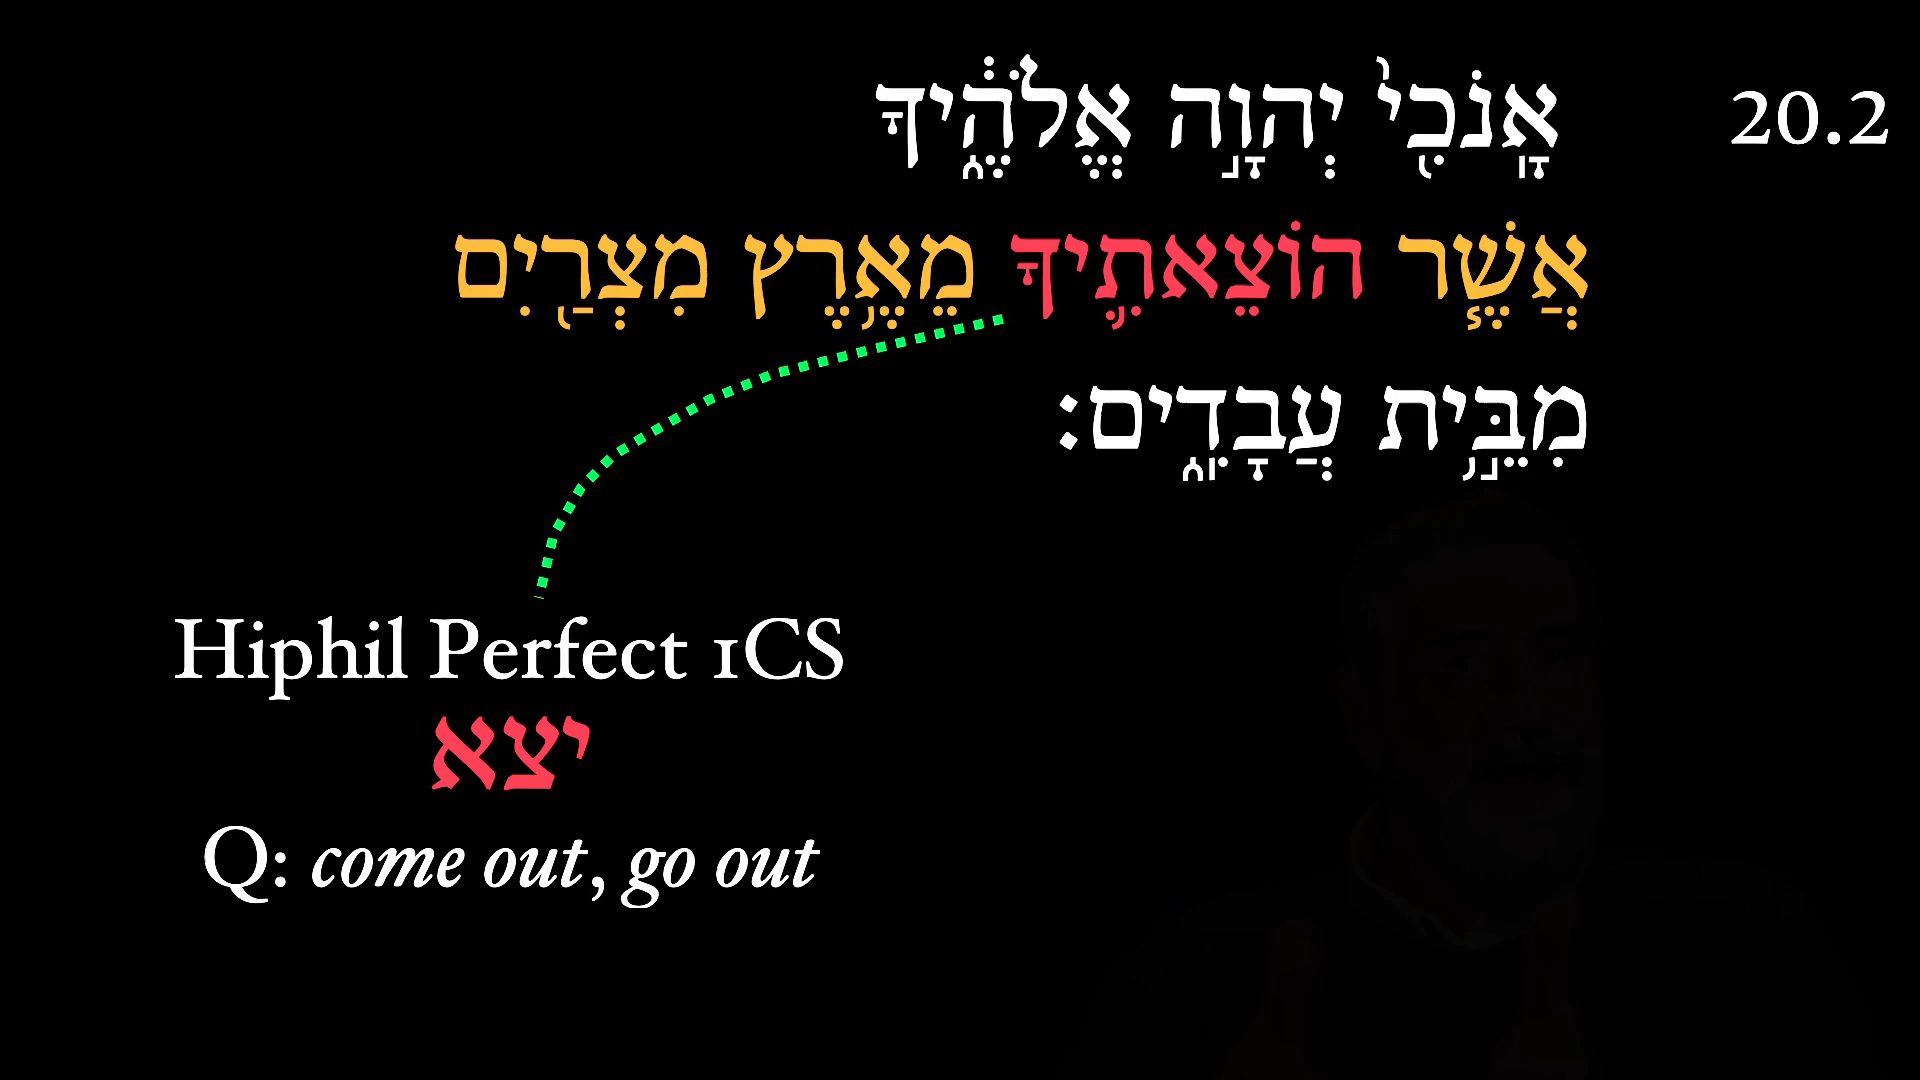 20.2 אָֽנֹכִ֖י֙ יְהוָ֣ה אֱלֹהֶ֑֔יךָ
אֲשֶׁ֧ר הוֹצֵאתִ֛יךָ מֵאֶ֥רֶץ מִצְרַ֖יִם
מִבֵּ֣֥ית עֲבָדִֽ֑ים׃
Hiphil Perfect 1CS
יצא
Q: come out, go out